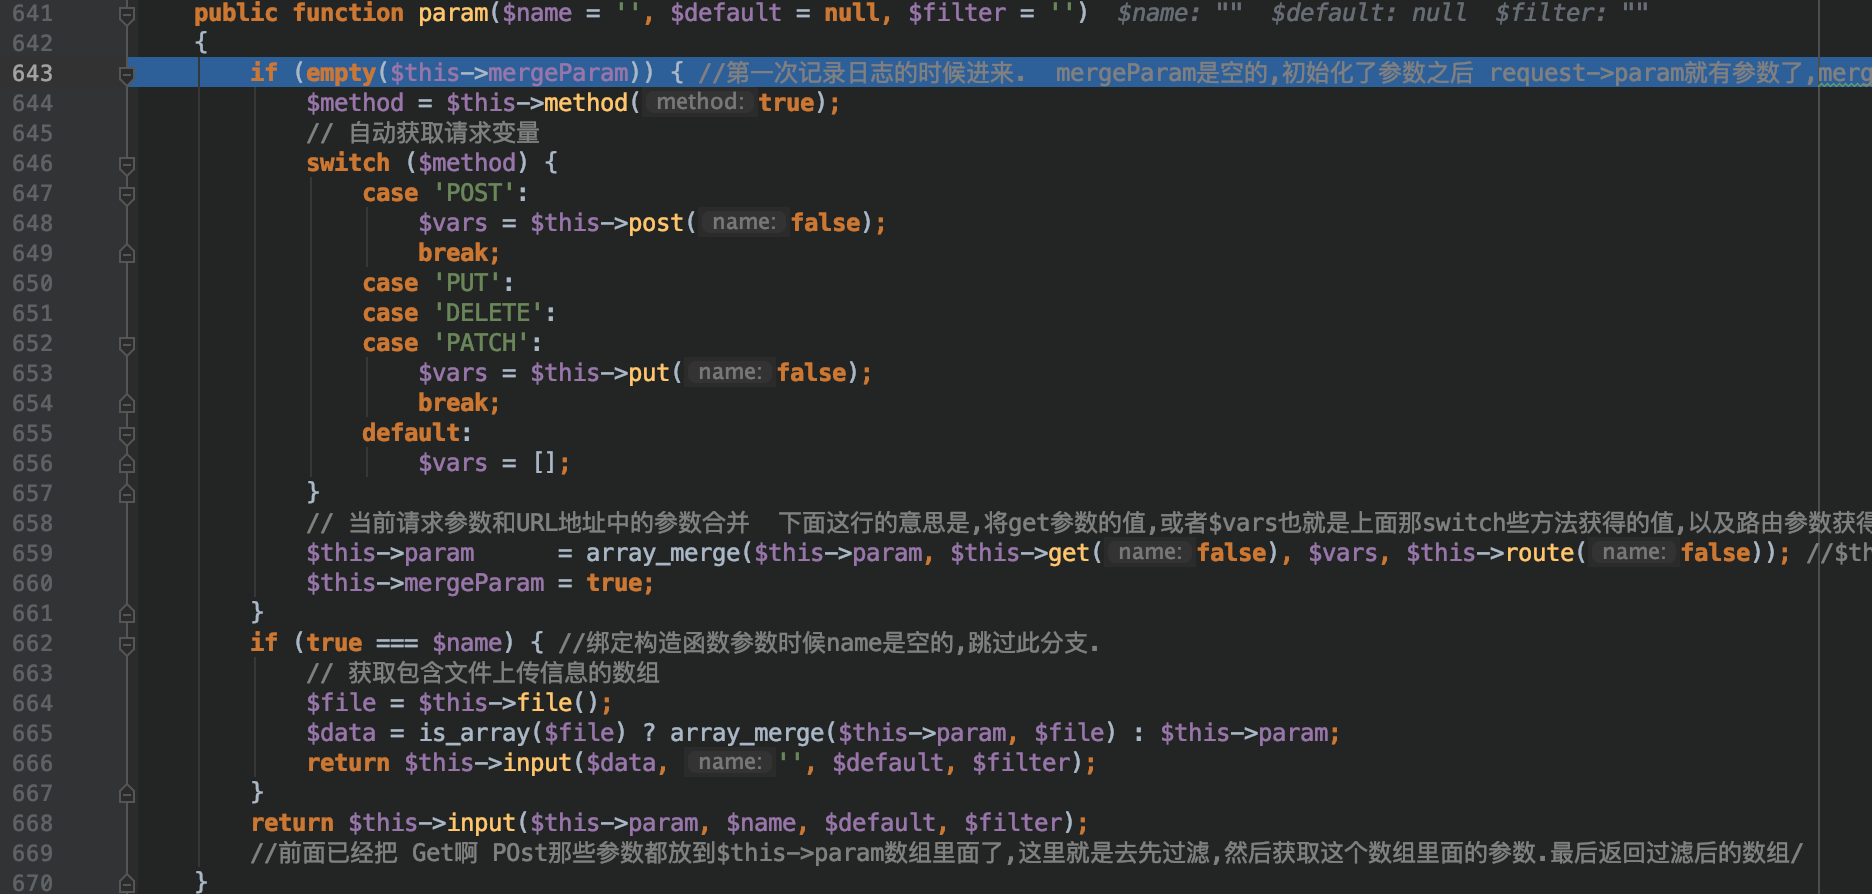 641 public function param($name = '', $default = null, $filter = '') $name: "" $default: null $filter: ""
642 {
643 if (empty($this->mergeParam)) { //第一次记录日志的时候进来. mergeParam是空的,初始化了参数之后 request->param就有参数了,merg
644 $method = $this->method( method: true);
645 // 自动获取请求变量
646 switch ($method) {
647 case 'POST':
648 $vars = $this->post( name: false);
649 break;
650 case 'PUT':
651 case 'DELETE':
652 case 'PATCH':
653 $vars = $this->put( name: false);
654 break;
655 default:
656 $vars = [];
657 }
658 // 当前请求参数和URL地址中的参数合并 下面这行的意思是,将get参数的值,或者$vars也就是上面那switch些方法获得的值,以及路由参数获得
659 $this->param = array_merge($this->param, $this->get( name: false), $vars, $this->route( name: false)); //$th
660 $this->mergeParam = true;
661 }
662 if (true === $name) { //绑定构造函数参数时候name是空的,跳过此分支.
663 // 获取包含文件上传信息的数组
664 $file = $this->file();
665 $data = is_array($file) ? array_merge($this->param, $file) : $this->param;
666 return $this->input($data, name: '', $default, $filter);
667 }
668 return $this->input($this->param, $name, $default, $filter);
669 //前面已经把 Get啊 POst那些参数都放到$this->param数组里面了,这里就是去先过滤,然后获取这个数组里面的参数.最后返回过滤后的数组/
670 }